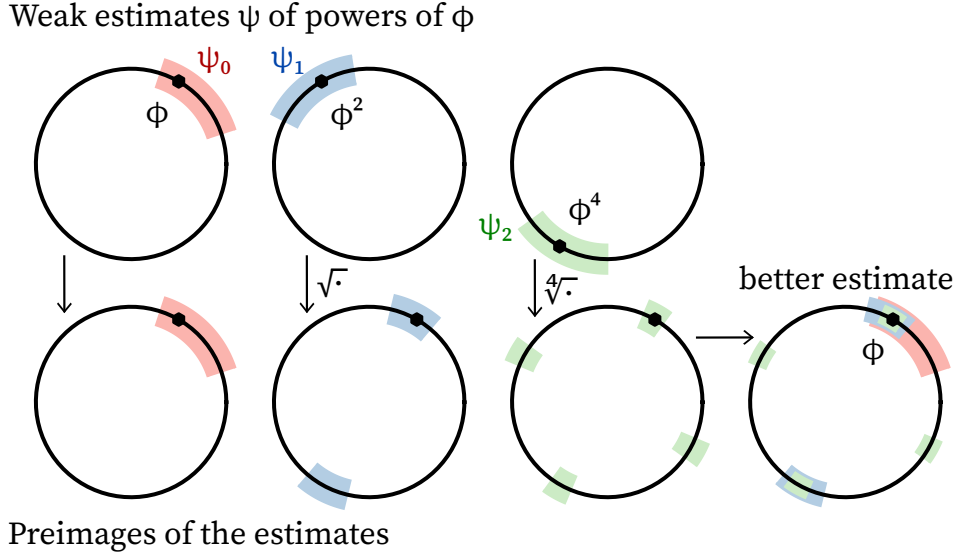 Weak estimates ψ of powers of ϕ
ψ₀
ϕ
ψ₁
ϕ²
ϕ⁴
ψ₂
√·
∜·
better estimate
ϕ
Preimages of the estimates